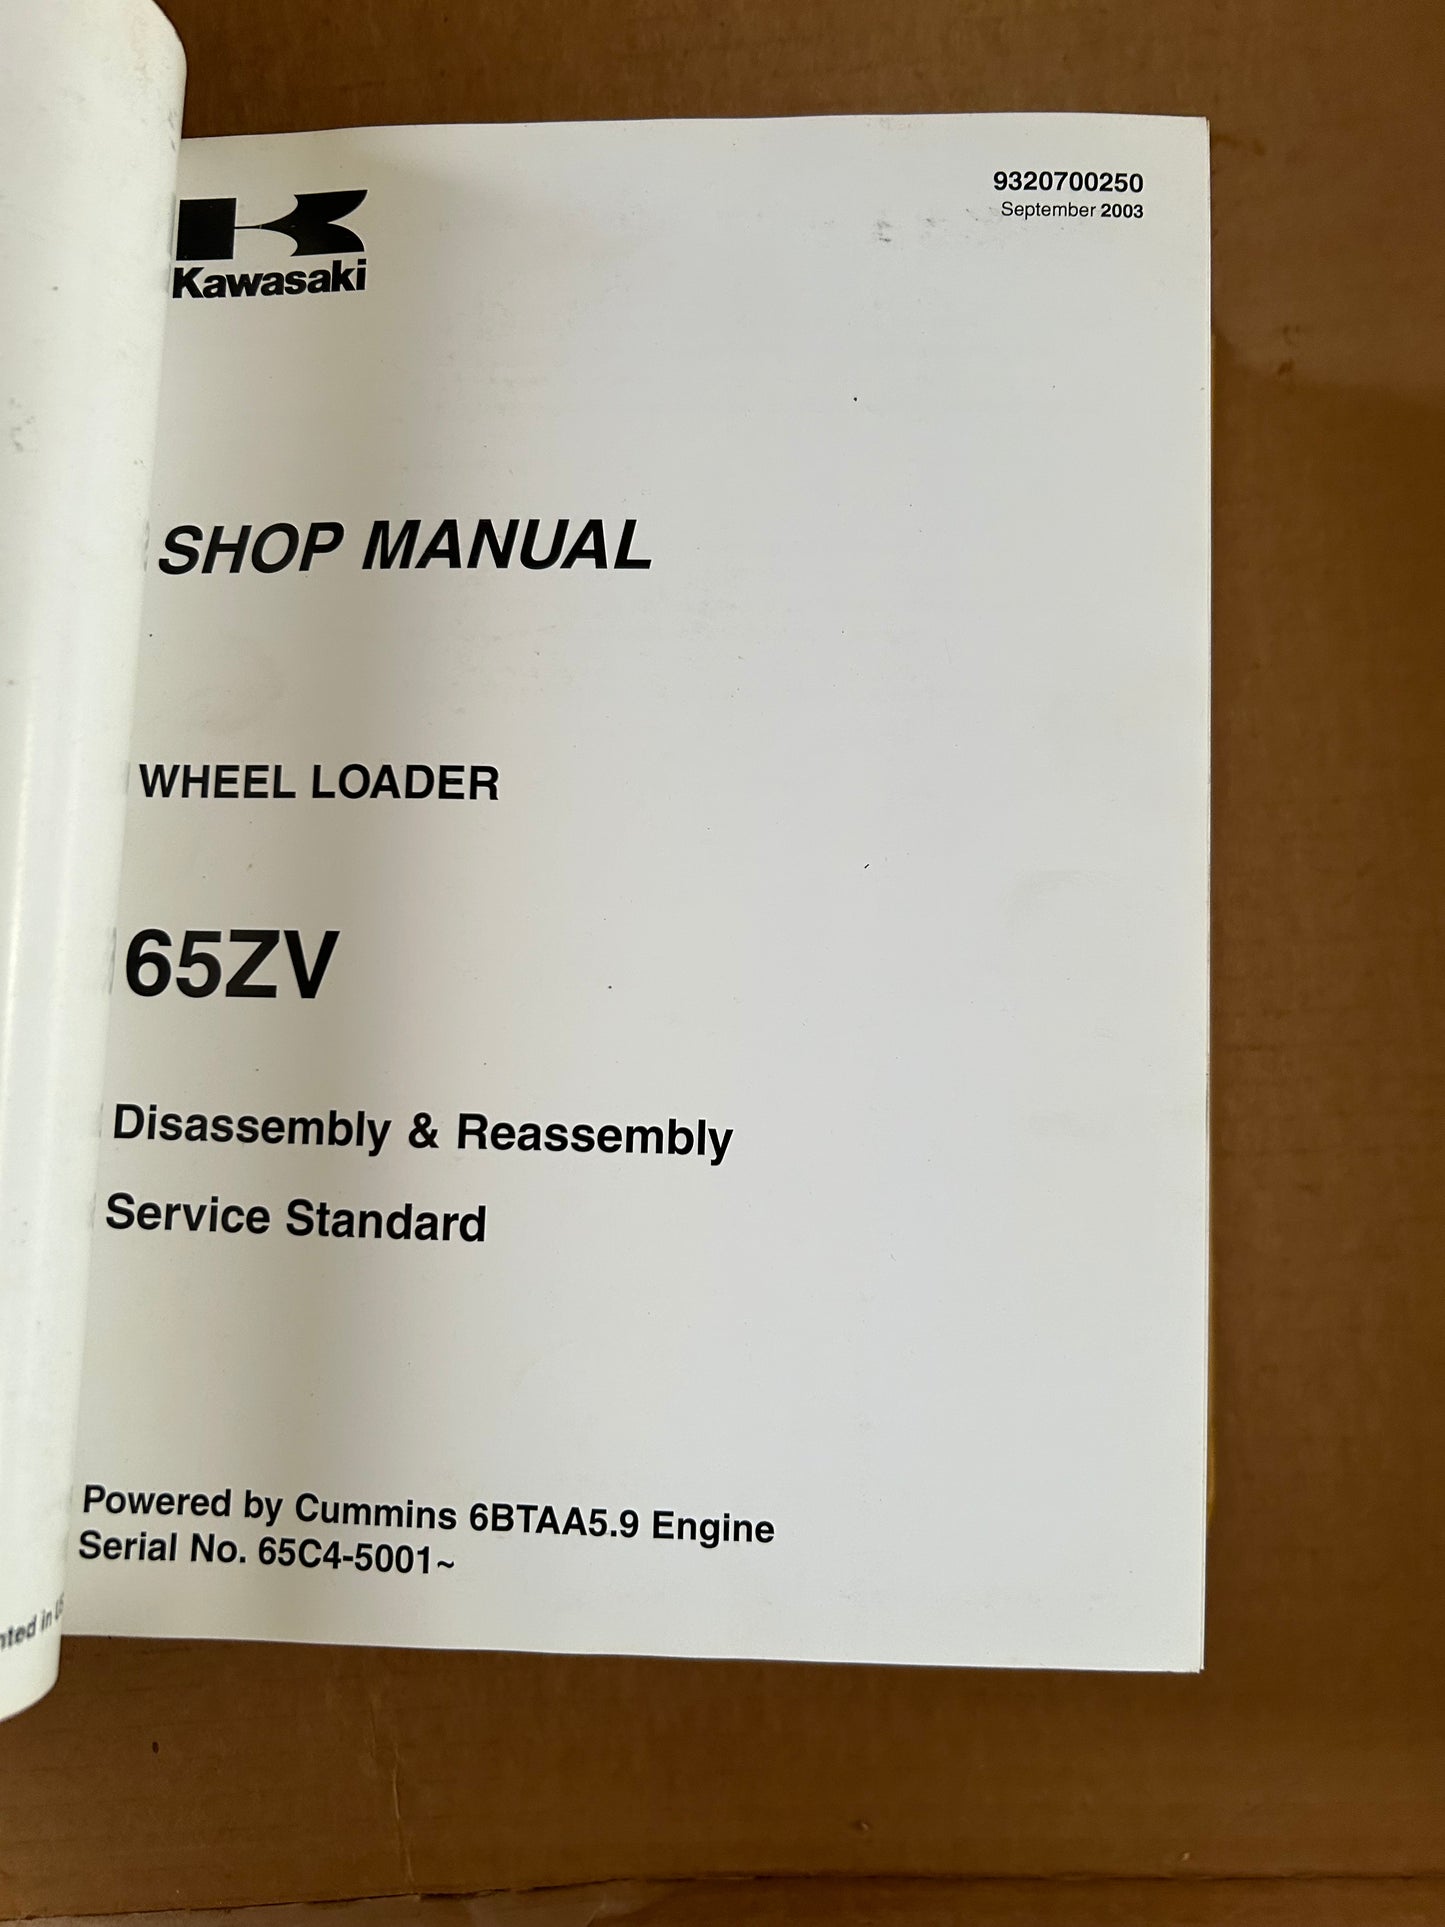 9320700250
September 2003
Kawasaki
SHOP MANUAL
WHEEL LOADER
65ZV
Disassembly & Reassembly
Service Standard
Powered by Cummins 6BTAA5.9 Engine
Serial No. 65C4-5001~
in